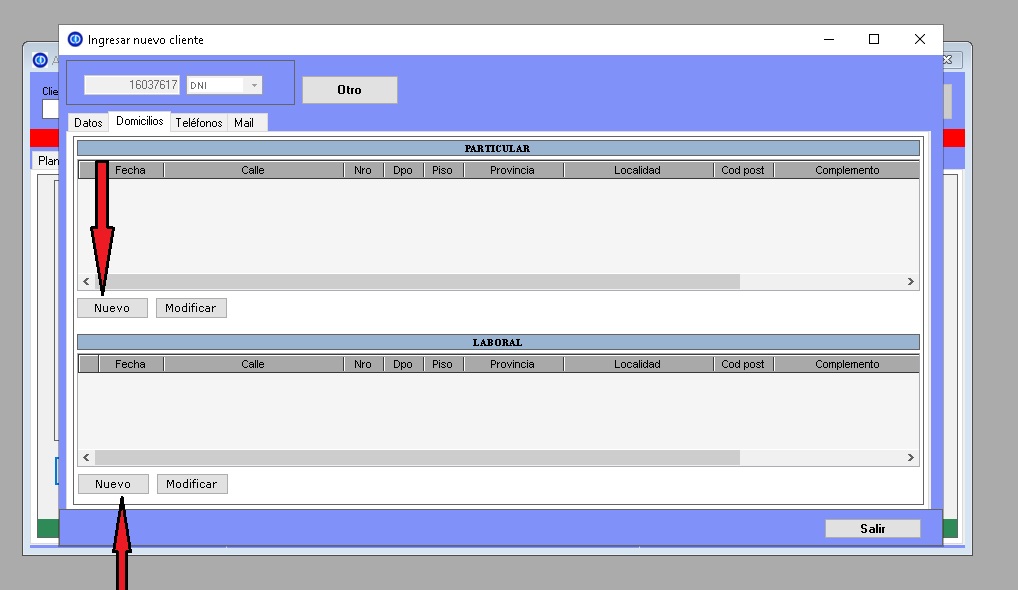 Ingresar nuevo cliente
A
Clie
16037617 DNI
Otro
Datos Domicilios Teléfonos Mail
Plan
PARTICULAR
Fecha Calle Nro Dpo Piso Provincia Localidad Cod post Complemento
Nuevo Modificar
LABORAL
Fecha Calle Nro Dpo Piso Provincia Localidad Cod post Complemento
Nuevo Modificar
Salir